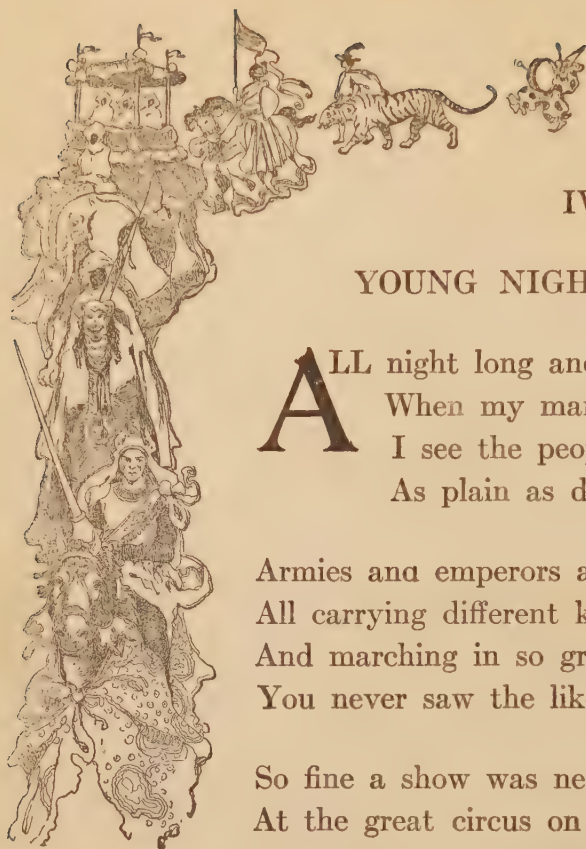 IV
YOUNG NIGH
ALL night long and
When my mam
I see the peop
As plain as d
Armies and emperors a
All carrying different k
And marching in so gr
You never saw the lik
So fine a show was ne
At the great circus on